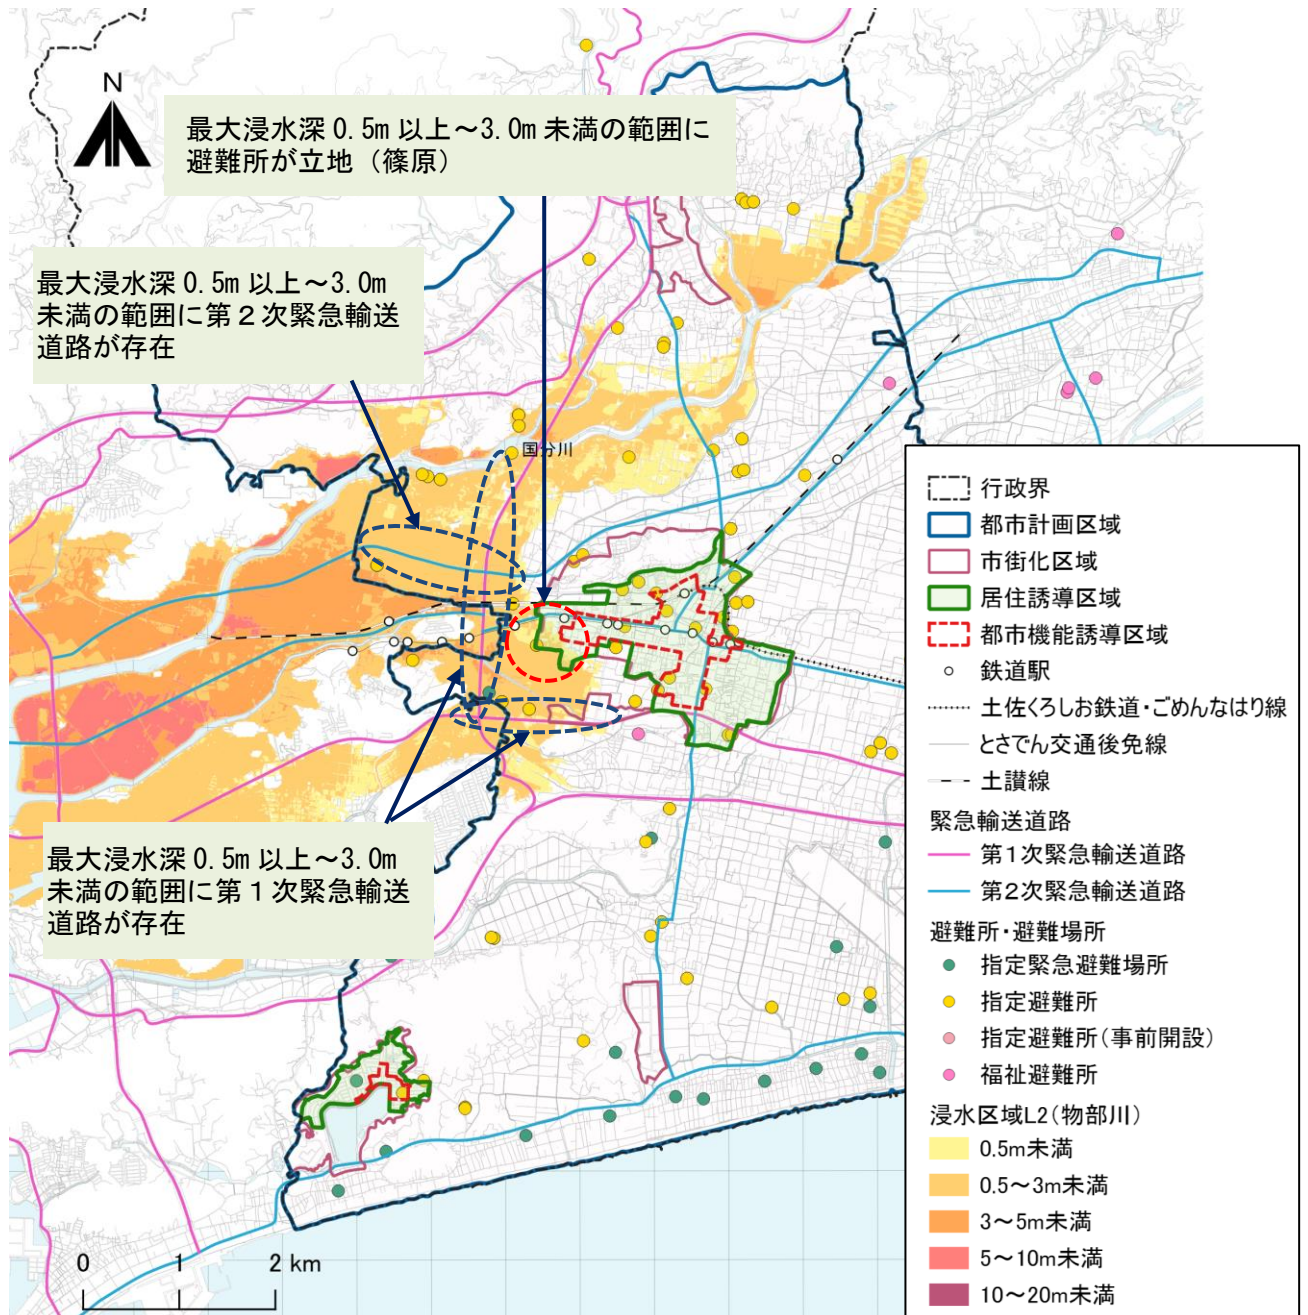 N
最大浸水深 0.5m 以上～3.0m 未満の範囲に
避難所が立地（篠原）
最大浸水深 0.5m 以上～3.0m
未満の範囲に第２次緊急輸送
道路が存在
国分川
最大浸水深 0.5m 以上～3.0m
未満の範囲に第１次緊急輸送
道路が存在
0 1 2 km
行政界
都市計画区域
市街化区域
居住誘導区域
都市機能誘導区域
鉄道駅
土佐くろしお鉄道・ごめんなはり線
とさでん交通後免線
土讃線
緊急輸送道路
第１次緊急輸送道路
第２次緊急輸送道路
避難所・避難場所
指定緊急避難場所
指定避難所
指定避難所（事前開設）
福祉避難所
浸水区域L2（物部川）
0.5m未満
0.5～3m未満
3～5m未満
5～10m未満
10～20m未満